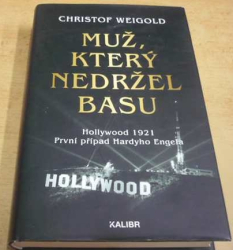 CHRISTOF WEIGOLD
MUŽ,
KTERÝ
NEDRŽEL
BASU
Hollywood 1921
První případ Hardyho Engela
HOLLYWOOD
KALIBR